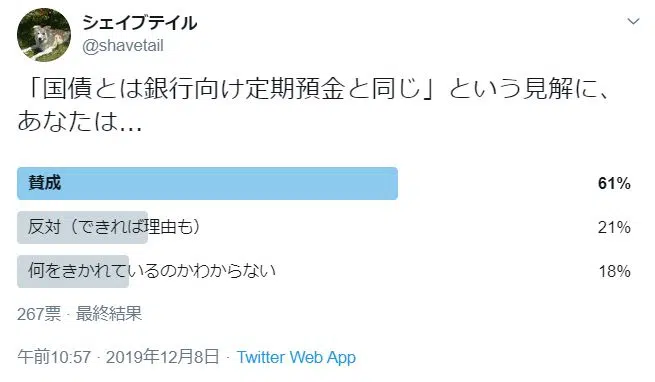 シェイブテイル
@shavetail
「国債とは銀行向け定期預金と同じ」という見解に、
あなたは…
賛成 61%
反対（できれば理由も） 21%
何をきかれているのかわからない 18%
267票 · 最終結果
午前10:57 · 2019年12月8日 · Twitter Web App